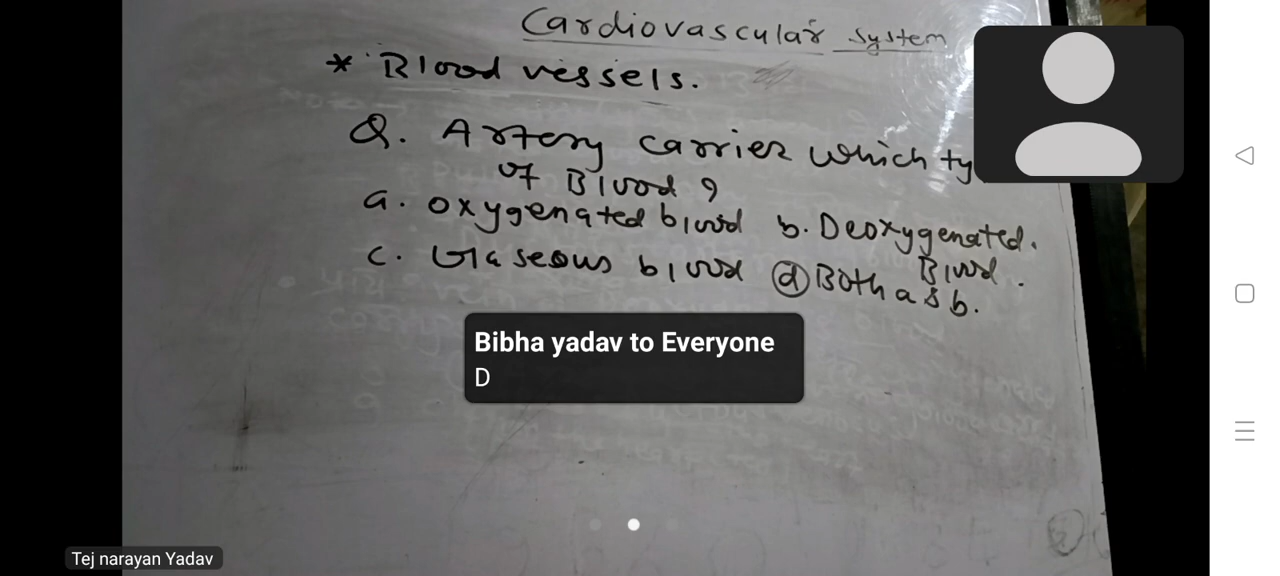 Cardiovascular System
* Blood vessels.
Q. Artery carries which ty
of Blood ?
a. oxygenated blood b. Deoxygenated.
Blood.
c. Gaseous blood d Both a & b.
Bibha yadav to Everyone
D
Tej narayan Yadav